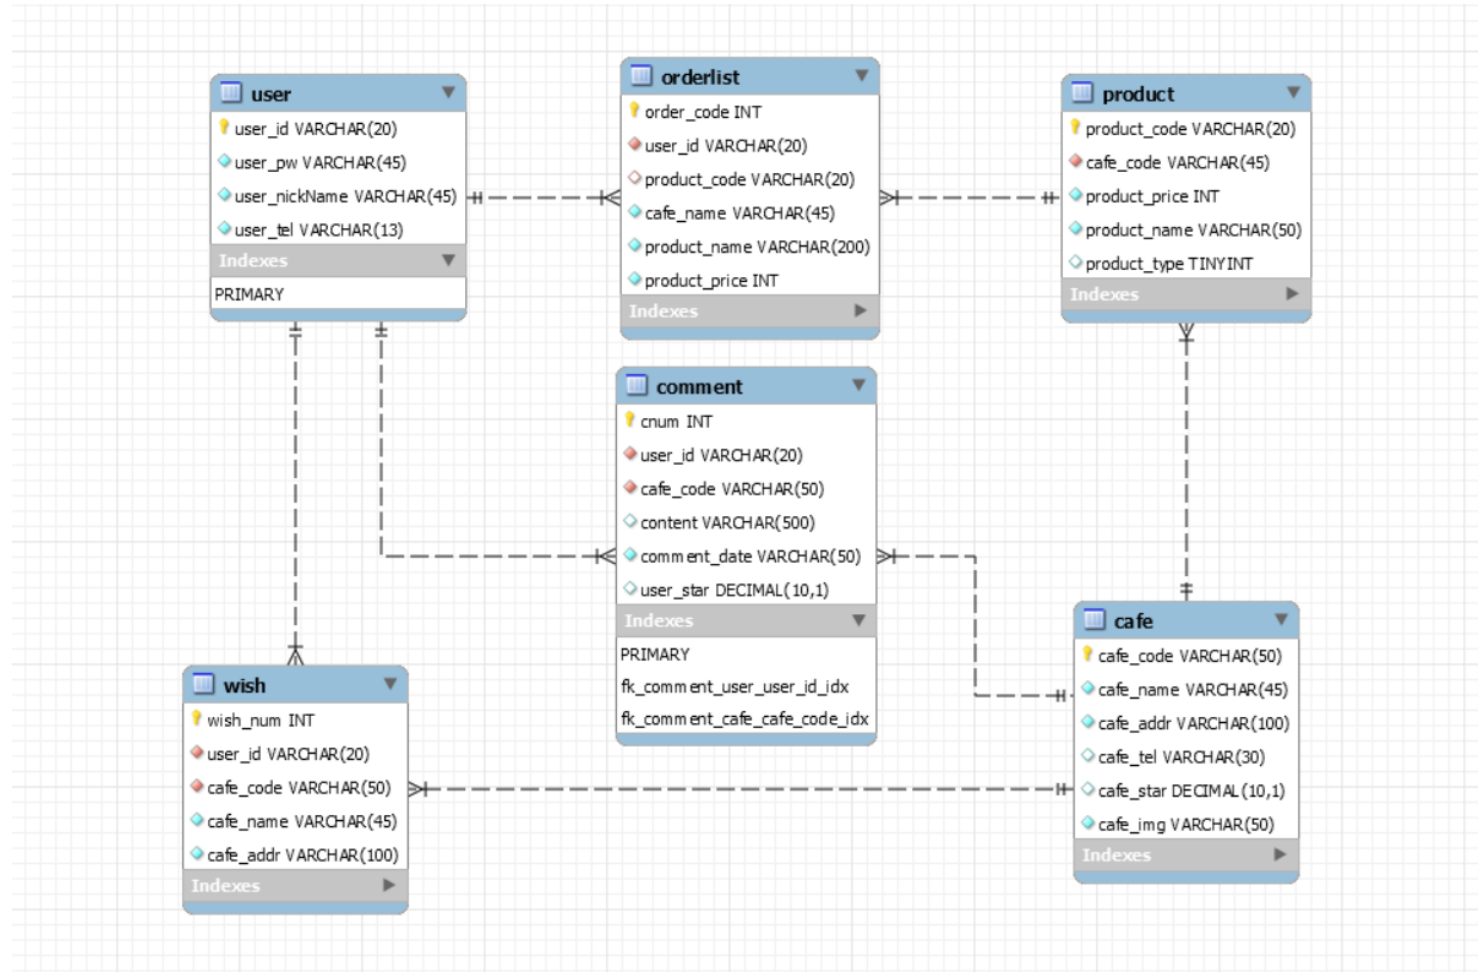 user
user_id VARCHAR(20)
user_pw VARCHAR(45)
user_nickName VARCHAR(45)
user_tel VARCHAR(13)
Indexes
PRIMARY
orderlist
order_code INT
user_id VARCHAR(20)
product_code VARCHAR(20)
cafe_name VARCHAR(45)
product_name VARCHAR(200)
product_price INT
Indexes
product
product_code VARCHAR(20)
cafe_code VARCHAR(45)
product_price INT
product_name VARCHAR(50)
product_type TINYINT
Indexes
comment
cnum INT
user_id VARCHAR(20)
cafe_code VARCHAR(50)
content VARCHAR(500)
comment_date VARCHAR(50)
user_star DECIMAL(10,1)
Indexes
PRIMARY
fk_comment_user_user_id_idx
fk_comment_cafe_cafe_code_idx
wish
wish_num INT
user_id VARCHAR(20)
cafe_code VARCHAR(50)
cafe_name VARCHAR(45)
cafe_addr VARCHAR(100)
Indexes
cafe
cafe_code VARCHAR(50)
cafe_name VARCHAR(45)
cafe_addr VARCHAR(100)
cafe_tel VARCHAR(30)
cafe_star DECIMAL(10,1)
cafe_img VARCHAR(50)
Indexes